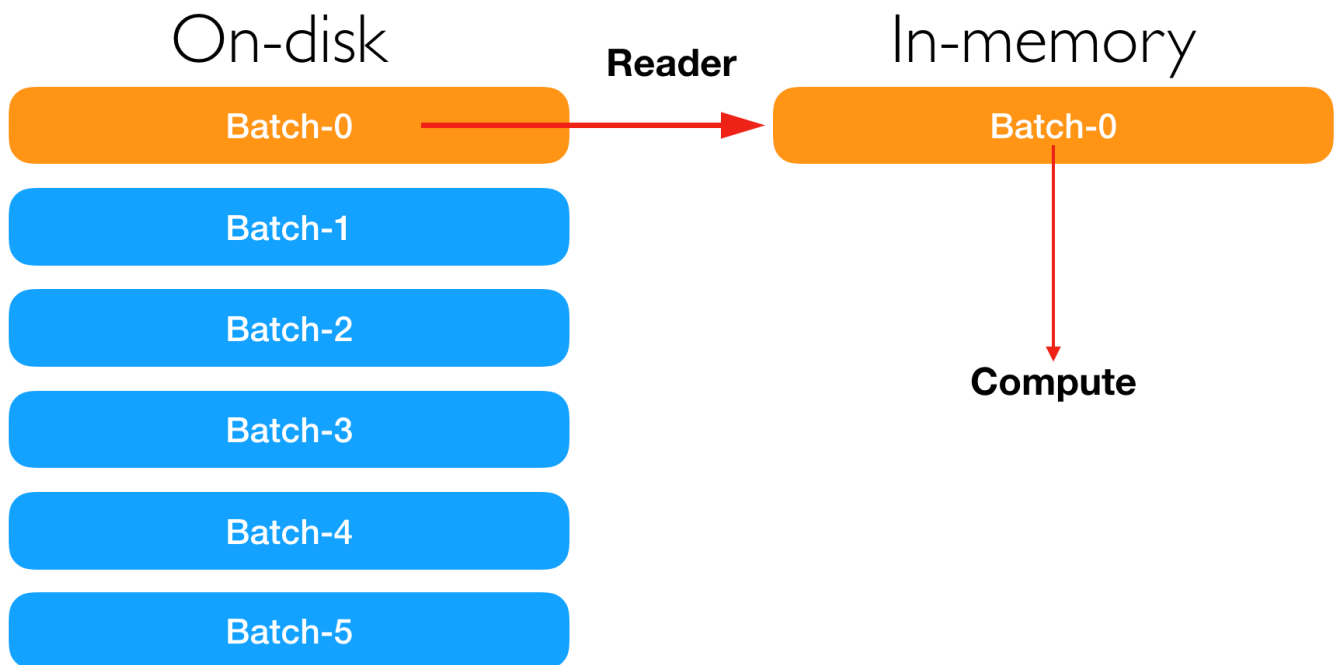 On-disk
Reader
In-memory
Batch-0
Batch-0
Batch-1
Batch-2
Compute
Batch-3
Batch-4
Batch-5